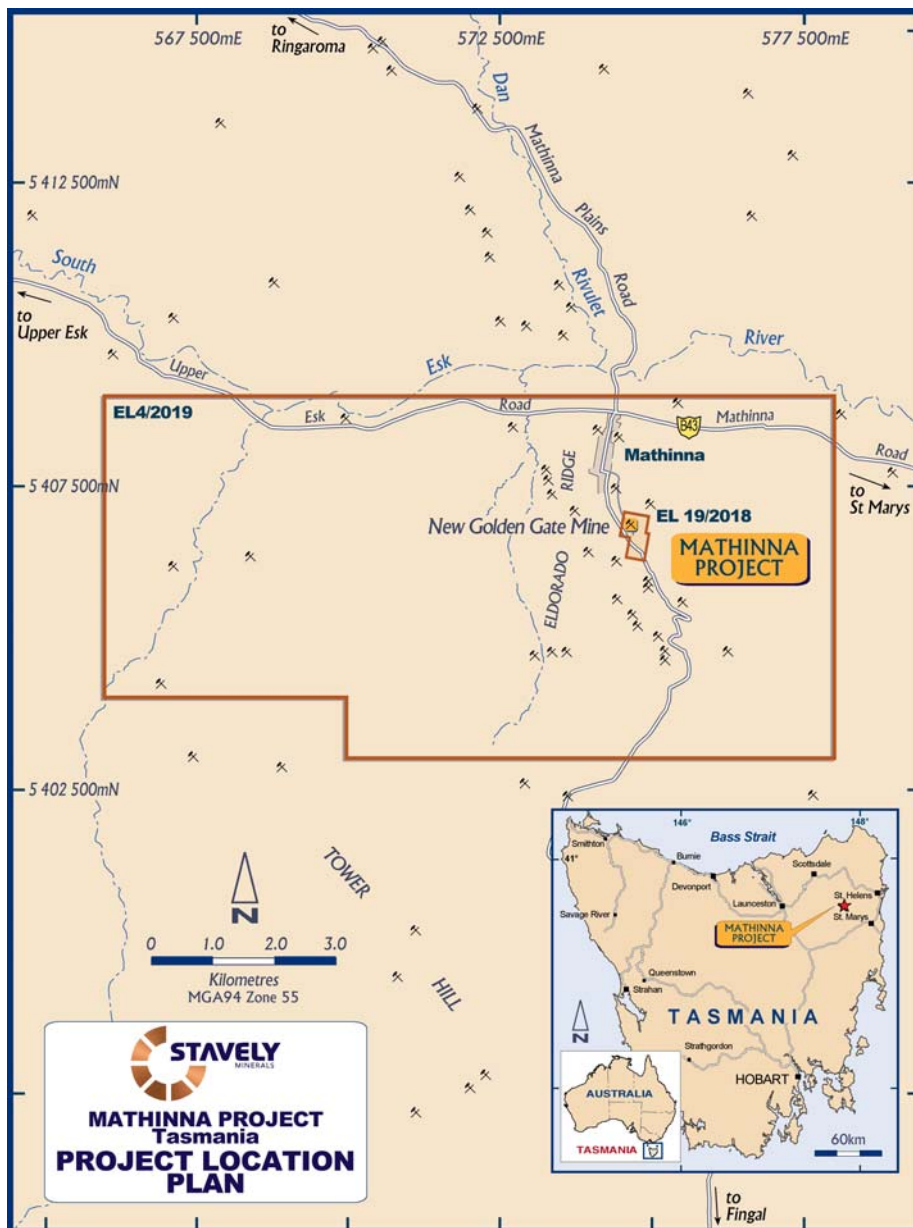 567 500mE
572 500mE
577 500mE
to
Ringarooma
Dan
Mathinna
Plains
Road
Rivulet
5 412 500mN
South
to
Upper Esk
Esk
River
Upper
Esk
Road
Mathinna
Road
B43
EL4/2019
Mathinna
to
St Marys
5 407 500mN
RIDGE
ELDORADO
New Golden Gate Mine
EL 19/2018
MATHINNA
PROJECT
5 402 500mN
TOWER
HILL
N
0 1.0 2.0 3.0
Kilometres
MGA94 Zone 55
STAVELY
MINERALS
MATHINNA PROJECT
Tasmania
PROJECT LOCATION
PLAN
146°
148°
41°
Bass Strait
Smithton
Burnie
Devonport
Scottsdale
Launceston
St. Helens
St. Marys
Savage River
MATHINNA
PROJECT
Queenstown
Strahan
TASMANIA
Strathgordon
HOBART
N
AUSTRALIA
TASMANIA
60km
to
Fingal